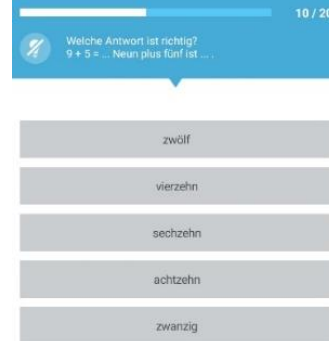 10 / 20
Welche Antwort ist richtig?
9 + 5 = ... Neun plus fünf ist ... .
zwölf
vierzehn
sechzehn
achtzehn
zwanzig